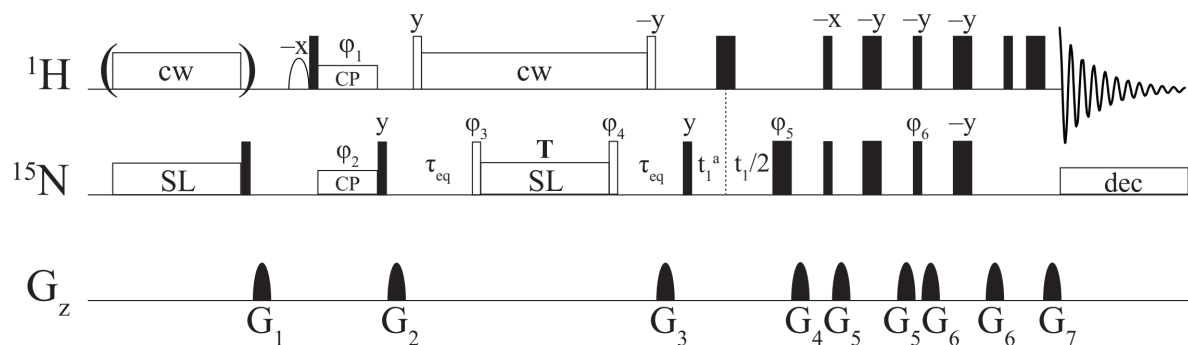 –x y –y –x –y –y –y
¹H ( cw ) φ₁ CP cw
y φ₃ T φ₄ y φ₅ φ₆ –y
¹⁵N SL φ₂ CP τeq SL τeq t₁ᵃ t₁/2 dec
Gz
G₁ G₂ G₃ G₄ G₅ G₅ G₆ G₆ G₇